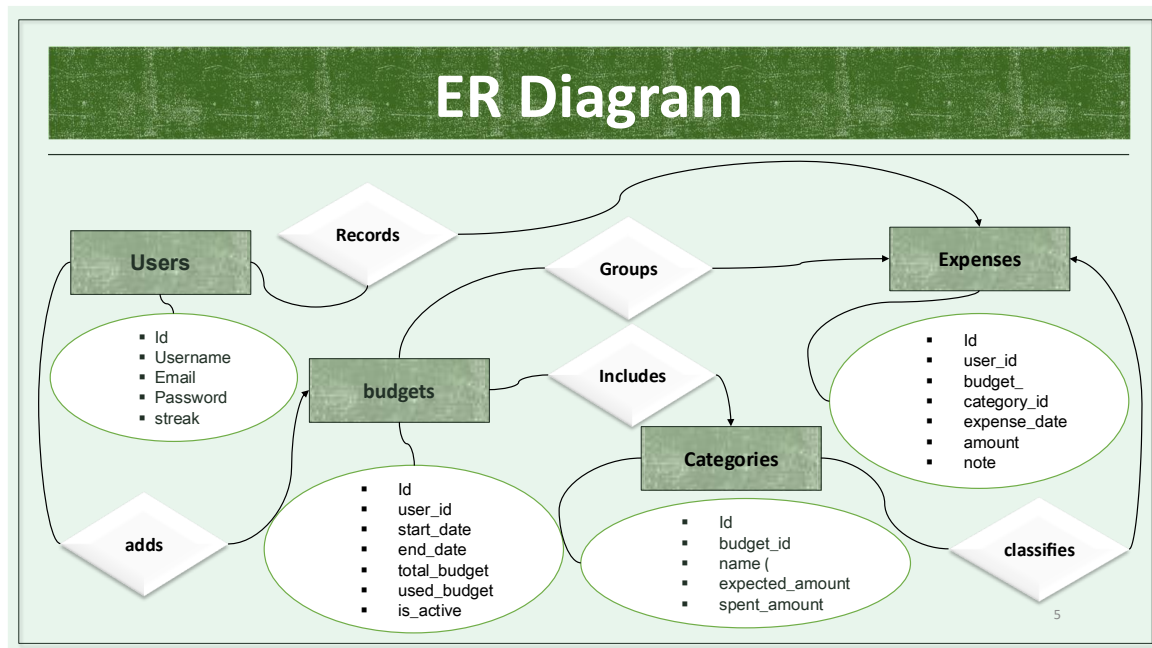 ER Diagram
Records
Users
Groups
Expenses
Id
Username
Email
Password
streak
budgets
Includes
Id
user_id
budget_
category_id
expense_date
amount
note
Categories
adds
Id
user_id
start_date
end_date
total_budget
used_budget
is_active
Id
budget_id
name (
expected_amount
spent_amount
classifies
5